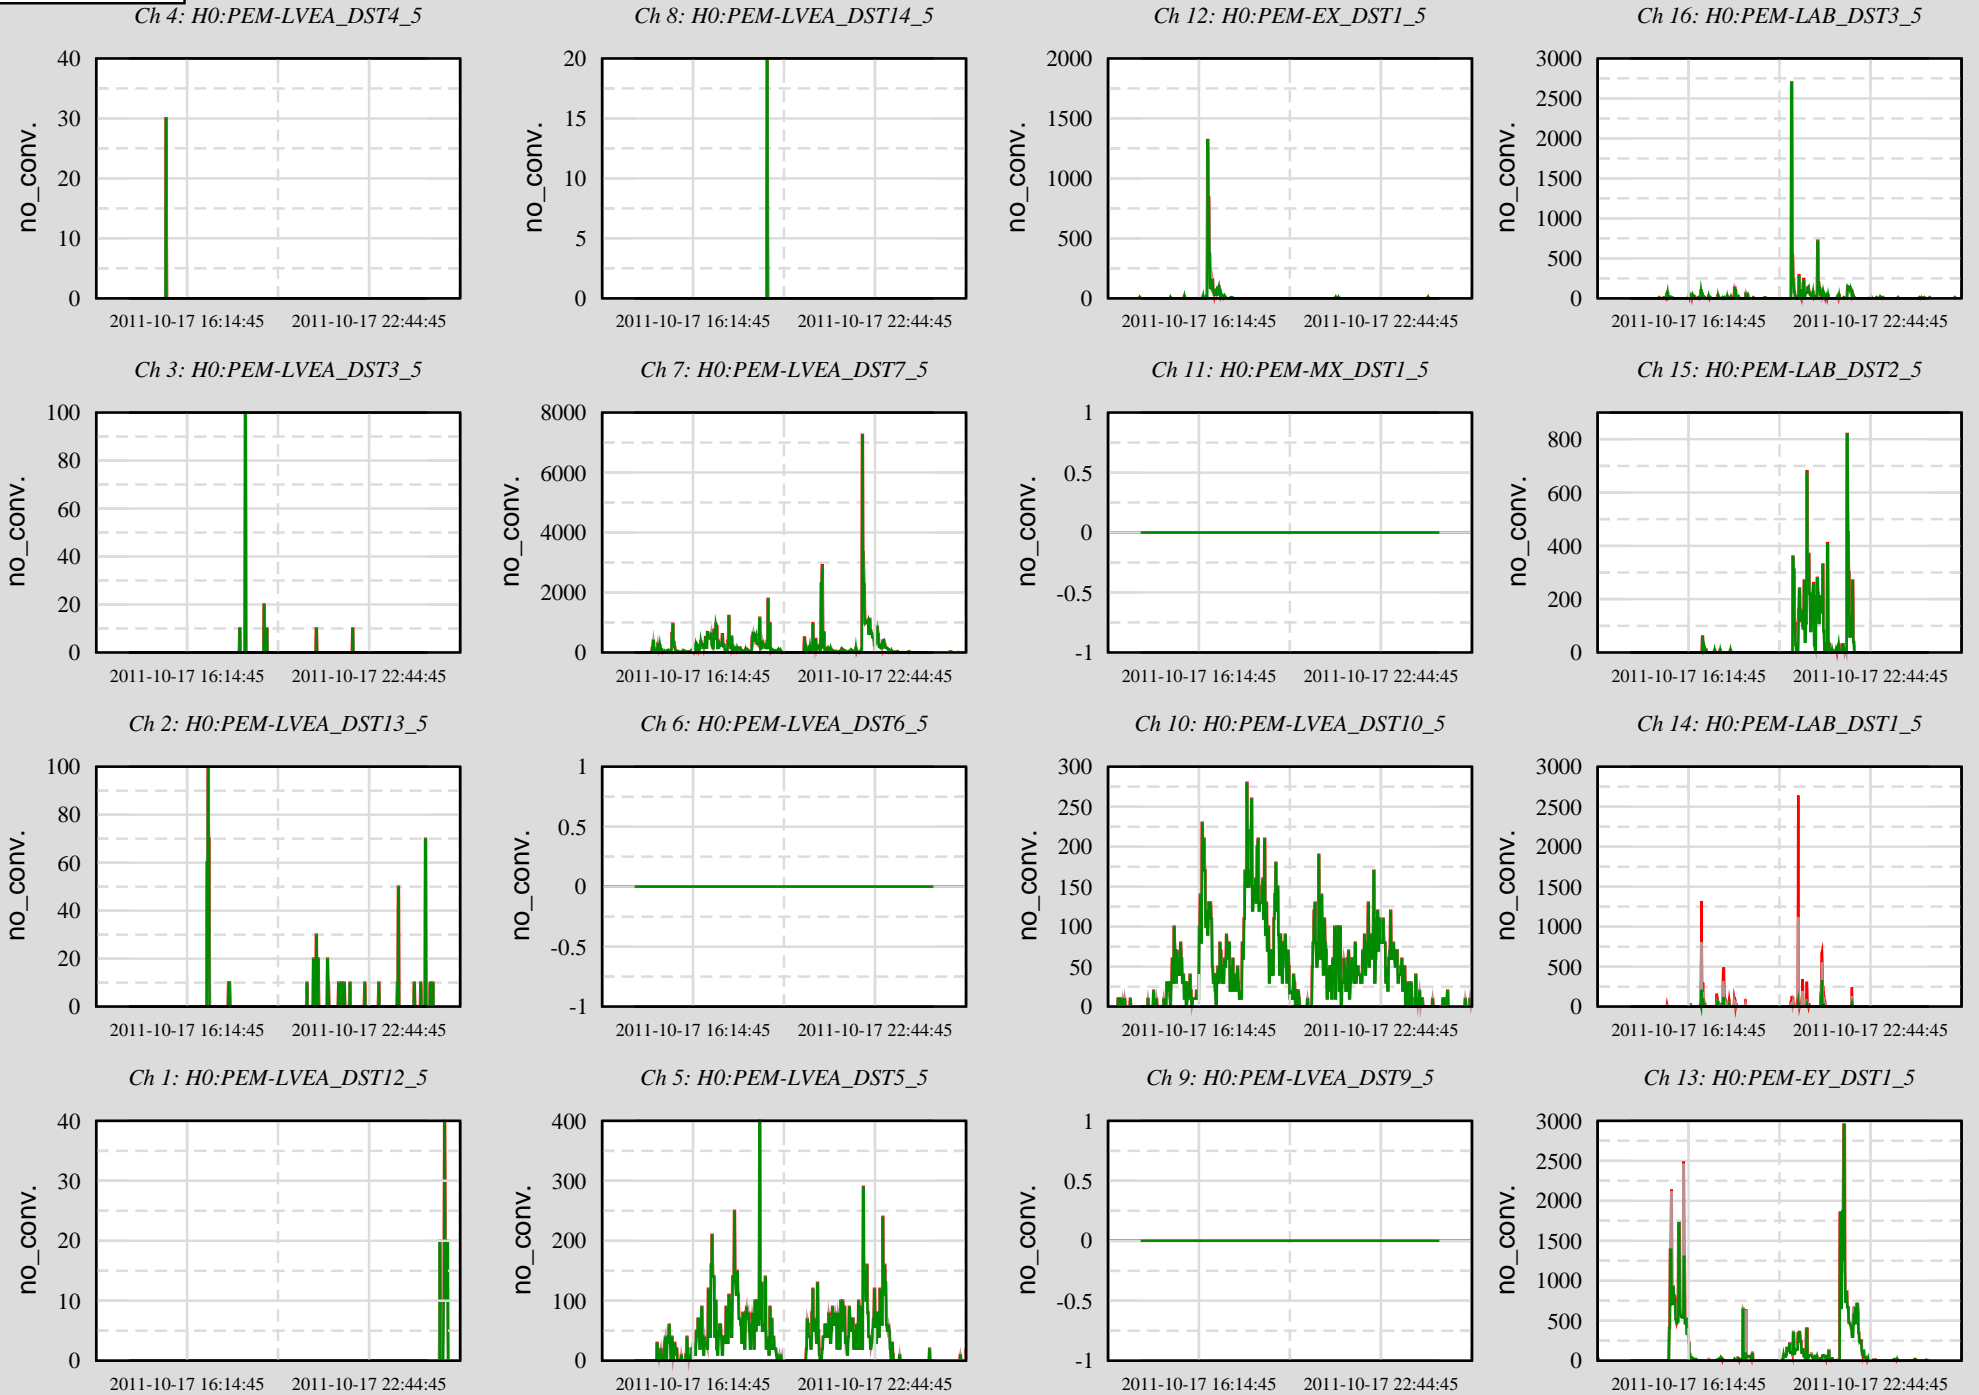 Ch 4: H0:PEM-LVEA_DST4_5
no_conv.
40
30
20
10
0
2011-10-17 16:14:45 2011-10-17 22:44:45
Ch 8: H0:PEM-LVEA_DST14_5
no_conv.
20
15
10
5
0
2011-10-17 16:14:45 2011-10-17 22:44:45
Ch 12: H0:PEM-EX_DST1_5
no_conv.
2000
1500
1000
500
0
2011-10-17 16:14:45 2011-10-17 22:44:45
Ch 16: H0:PEM-LAB_DST3_5
no_conv.
3000
2500
2000
1500
1000
500
0
2011-10-17 16:14:45 2011-10-17 22:44:45
Ch 3: H0:PEM-LVEA_DST3_5
no_conv.
100
80
60
40
20
0
2011-10-17 16:14:45 2011-10-17 22:44:45
Ch 7: H0:PEM-LVEA_DST7_5
no_conv.
8000
6000
4000
2000
0
2011-10-17 16:14:45 2011-10-17 22:44:45
Ch 11: H0:PEM-MX_DST1_5
no_conv.
1
0.5
0
-0.5
-1
2011-10-17 16:14:45 2011-10-17 22:44:45
Ch 15: H0:PEM-LAB_DST2_5
no_conv.
800
600
400
200
0
2011-10-17 16:14:45 2011-10-17 22:44:45
Ch 2: H0:PEM-LVEA_DST13_5
no_conv.
100
80
60
40
20
0
2011-10-17 16:14:45 2011-10-17 22:44:45
Ch 6: H0:PEM-LVEA_DST6_5
no_conv.
1
0.5
0
-0.5
-1
2011-10-17 16:14:45 2011-10-17 22:44:45
Ch 10: H0:PEM-LVEA_DST10_5
no_conv.
300
250
200
150
100
50
0
2011-10-17 16:14:45 2011-10-17 22:44:45
Ch 14: H0:PEM-LAB_DST1_5
no_conv.
3000
2500
2000
1500
1000
500
0
2011-10-17 16:14:45 2011-10-17 22:44:45
Ch 1: H0:PEM-LVEA_DST12_5
no_conv.
40
30
20
10
0
2011-10-17 16:14:45 2011-10-17 22:44:45
Ch 5: H0:PEM-LVEA_DST5_5
no_conv.
400
300
200
100
0
2011-10-17 16:14:45 2011-10-17 22:44:45
Ch 9: H0:PEM-LVEA_DST9_5
no_conv.
1
0.5
0
-0.5
-1
2011-10-17 16:14:45 2011-10-17 22:44:45
Ch 13: H0:PEM-EY_DST1_5
no_conv.
3000
2500
2000
1500
1000
500
0
2011-10-17 16:14:45 2011-10-17 22:44:45